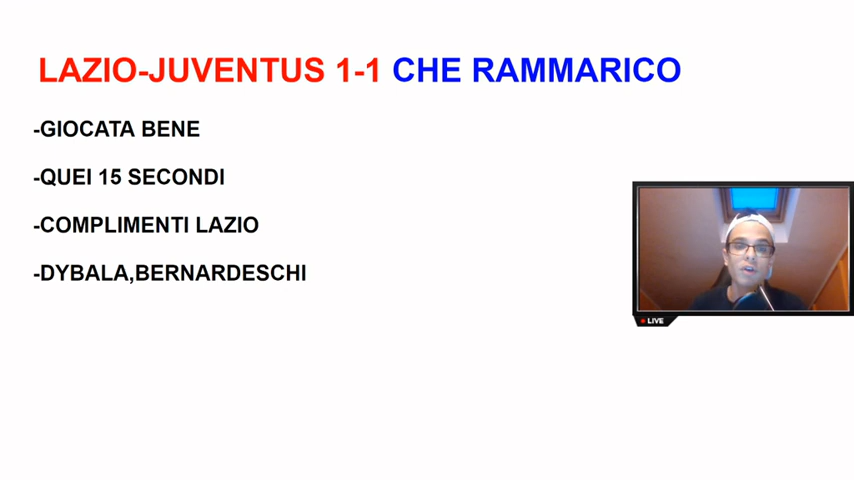 LAZIO-JUVENTUS 1-1 CHE RAMMARICO
-GIOCATA BENE
-QUEI 15 SECONDI
-COMPLIMENTI LAZIO
-DYBALA,BERNARDESCHI
LIVE